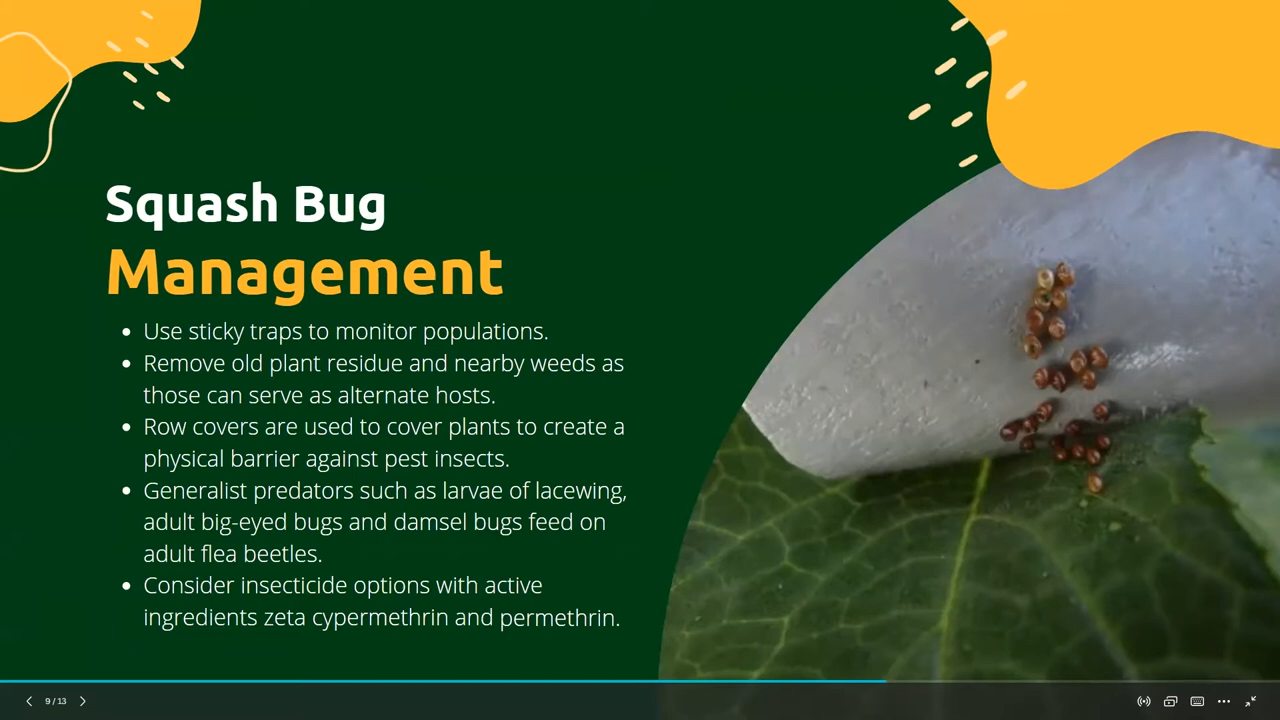 Squash Bug
Management
• Use sticky traps to monitor populations.
• Remove old plant residue and nearby weeds as
those can serve as alternate hosts.
• Row covers are used to cover plants to create a
physical barrier against pest insects.
• Generalist predators such as larvae of lacewing,
adult big-eyed bugs and damsel bugs feed on
adult flea beetles.
• Consider insecticide options with active
ingredients zeta cypermethrin and permethrin.
9 / 13